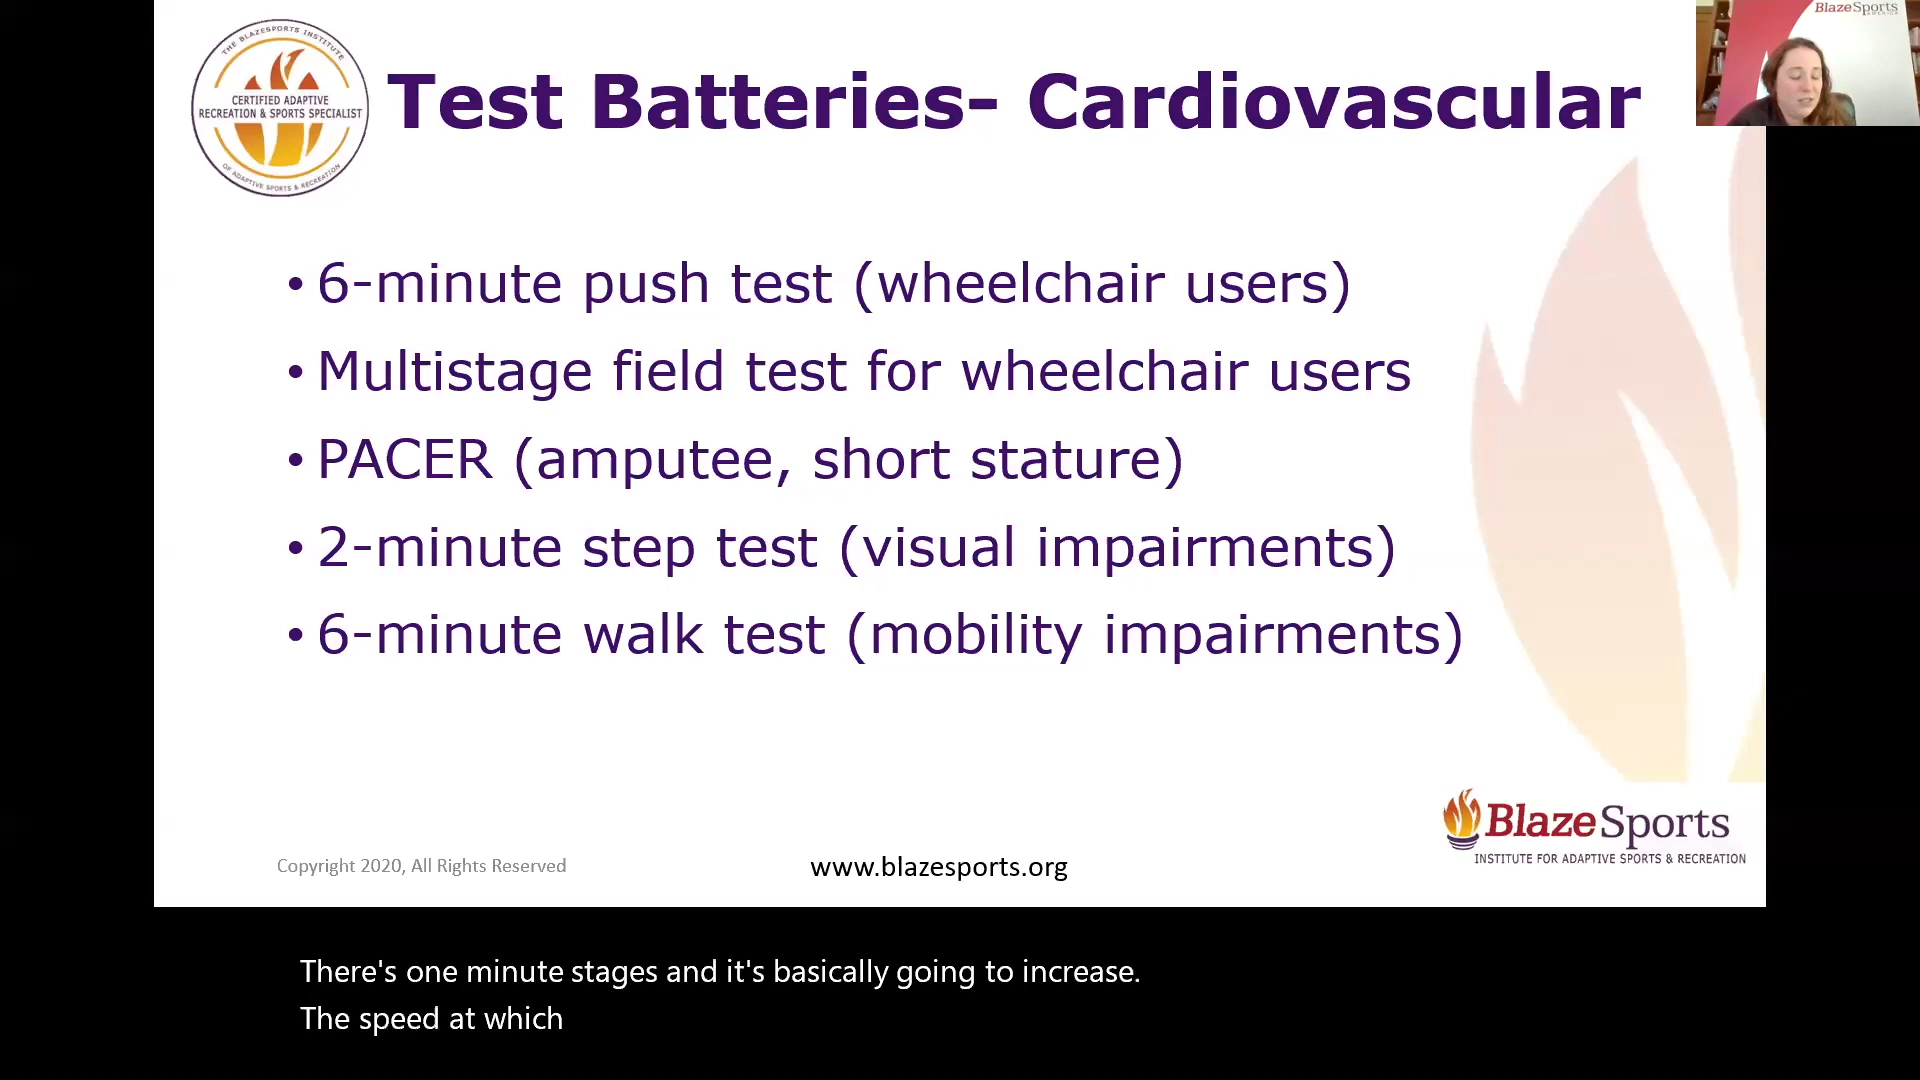 THE BLAZESPORTS INSTITUTE
CERTIFIED ADAPTIVE
RECREATION & SPORTS SPECIALIST
OF ADAPTIVE SPORTS & RECREATION
Test Batteries- Cardiovascular
BlazeSports
AMERICA
• 6-minute push test (wheelchair users)
• Multistage field test for wheelchair users
• PACER (amputee, short stature)
• 2-minute step test (visual impairments)
• 6-minute walk test (mobility impairments)
BlazeSports
INSTITUTE FOR ADAPTIVE SPORTS & RECREATION
Copyright 2020, All Rights Reserved
www.blazesports.org
There's one minute stages and it's basically going to increase.
The speed at which